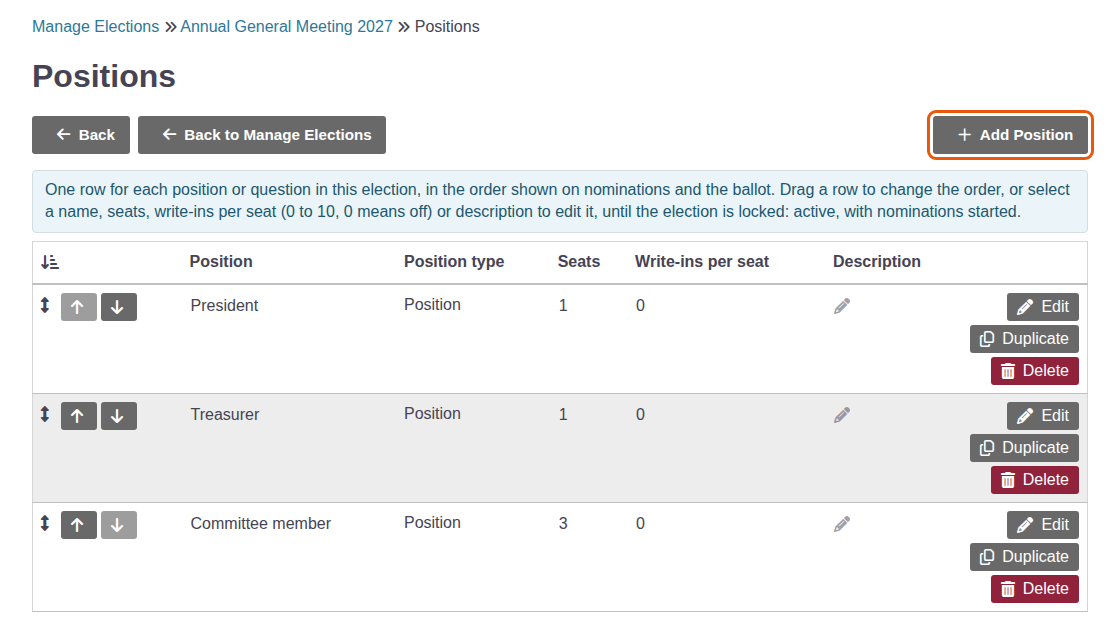 Manage Elections » Annual General Meeting 2027 » Positions
Positions
Back
Back to Manage Elections
Add Position
One row for each position or question in this election, in the order shown on nominations and the ballot. Drag a row to change the order, or select
a name, seats, write-ins per seat (0 to 10, 0 means off) or description to edit it, until the election is locked: active, with nominations started.
Position Position type Seats Write-ins per seat Description
President Position 1 0 Edit
Duplicate
Delete
Treasurer Position 1 0 Edit
Duplicate
Delete
Committee member Position 3 0 Edit
Duplicate
Delete